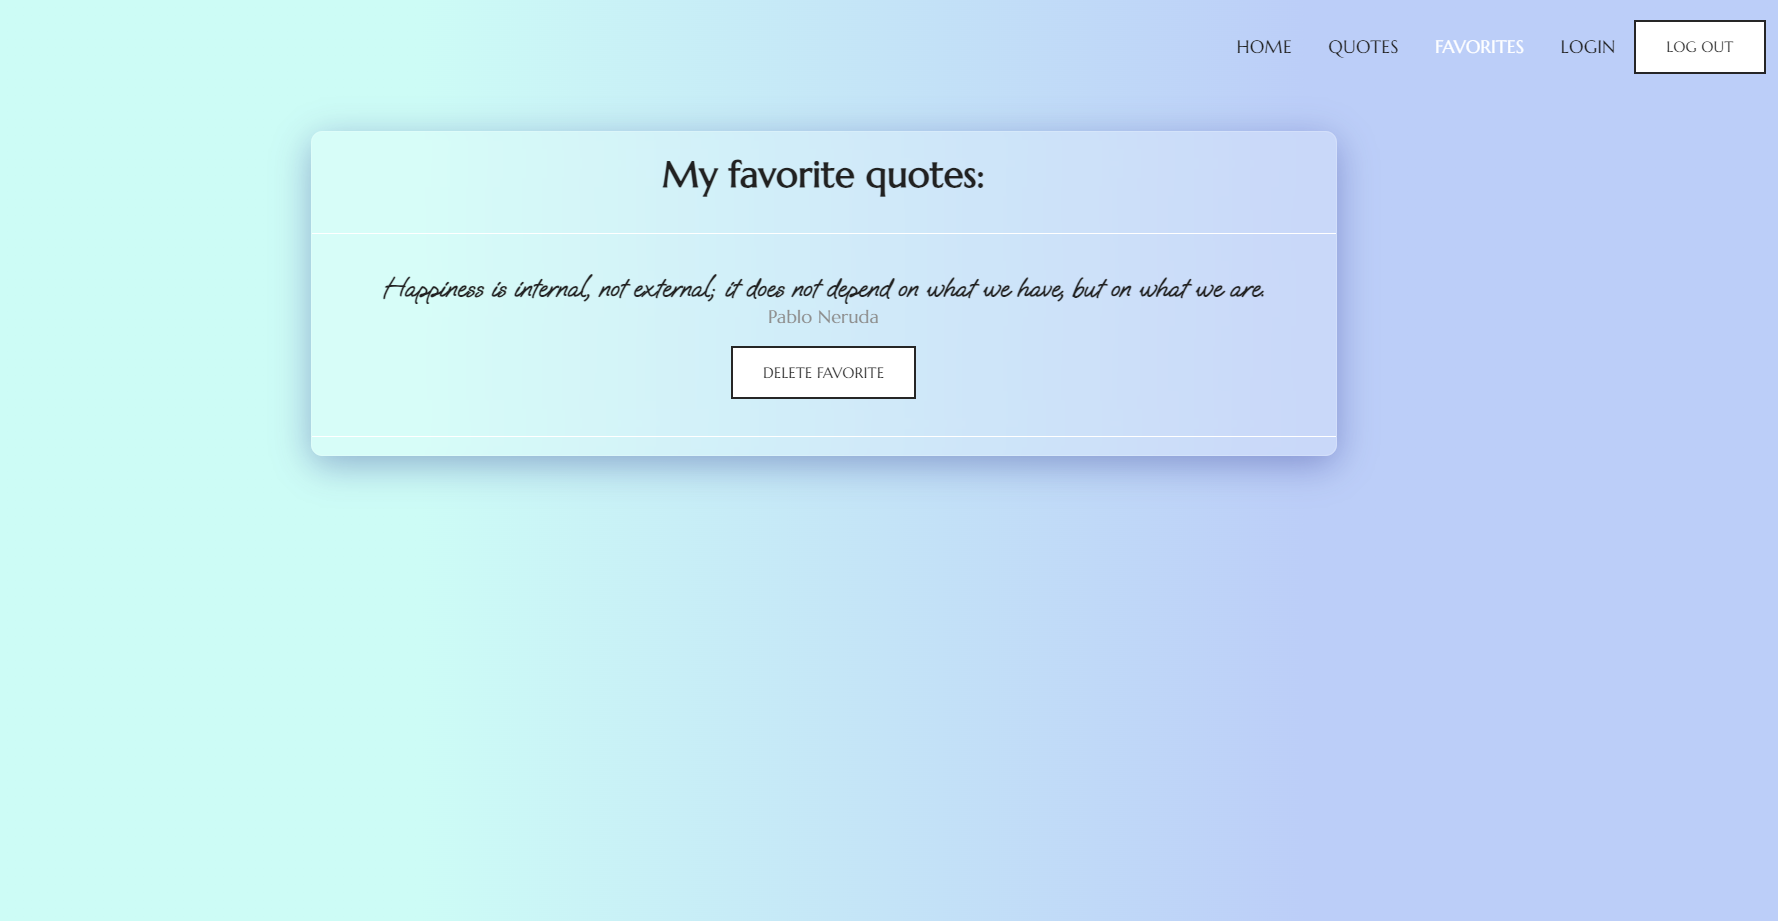 HOME QUOTES FAVORITES LOGIN LOG OUT
My favorite quotes:
Happiness is internal, not external; it does not depend on what we have, but on what we are.
Pablo Neruda
DELETE FAVORITE